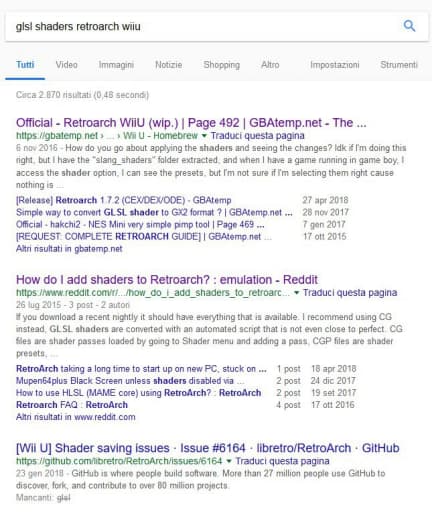 glsl shaders retroarch wiiu
Tutti Video Immagini Notizie Shopping Altro Impostazioni Strumenti
Circa 2.870 risultati (0,48 secondi)
Official - Retroarch WiiU (wip.) | Page 492 | GBAtemp.net - The ...
https://gbatemp.net › ... › Wii U - Homebrew ▼ Traduci questa pagina
6 nov 2016 - How do you go about applying the shaders and seeing the changes? Idk if I'm doing this
right, but I have the "slang_shaders" folder extracted, and when I have a game running in game boy, I
access the shader option, I can see the presets, but I'm not sure if I'm selecting them right cause
nothing is ...
[Release] Retroarch 1.7.2 (CEX/DEX/ODE) - GBAtemp 27 apr 2018
Simple way to convert GLSL shader to GX2 format ? | GBAtemp.net ... 28 nov 2017
Official - hakchi2 - NES Mini very simple pimp tool | Page 469 ... 7 gen 2017
[REQUEST: COMPLETE RETROARCH GUIDE] | GBAtemp.net ... 17 ott 2015
Altri risultati in gbatemp.net
How do I add shaders to Retroarch? : emulation - Reddit
https://www.reddit.com/r/.../how_do_i_add_shaders_to_retroarc... ▼ Traduci questa pagina
26 lug 2015 - 3 post - 2 autori
If you download a recent nightly it should have everything that is available. I recommend using CG
instead, GLSL shaders are converted with an automated script that is not even close to perfect. CG
files are shader passes loaded by going to Shader menu and adding a pass, CGP files are shader
presets, ...
RetroArch taking a long time to start up on new PC, stuck on ... 1 post 18 apr 2018
Mupen64plus Black Screen unless shaders disabled via ... 2 post 24 dic 2017
How to use HLSL (MAME core) using RetroArch? : RetroArch 2 post 19 set 2017
Retroarch FAQ : RetroArch 4 post 17 ott 2016
Altri risultati in www.reddit.com
[Wii U] Shader saving issues · Issue #6164 · libretro/RetroArch · GitHub
https://github.com/libretro/RetroArch/issues/6164 ▼ Traduci questa pagina
23 gen 2018 - GitHub is where people build software. More than 27 million people use GitHub to
discover, fork, and contribute to over 80 million projects.
Mancanti: glsl